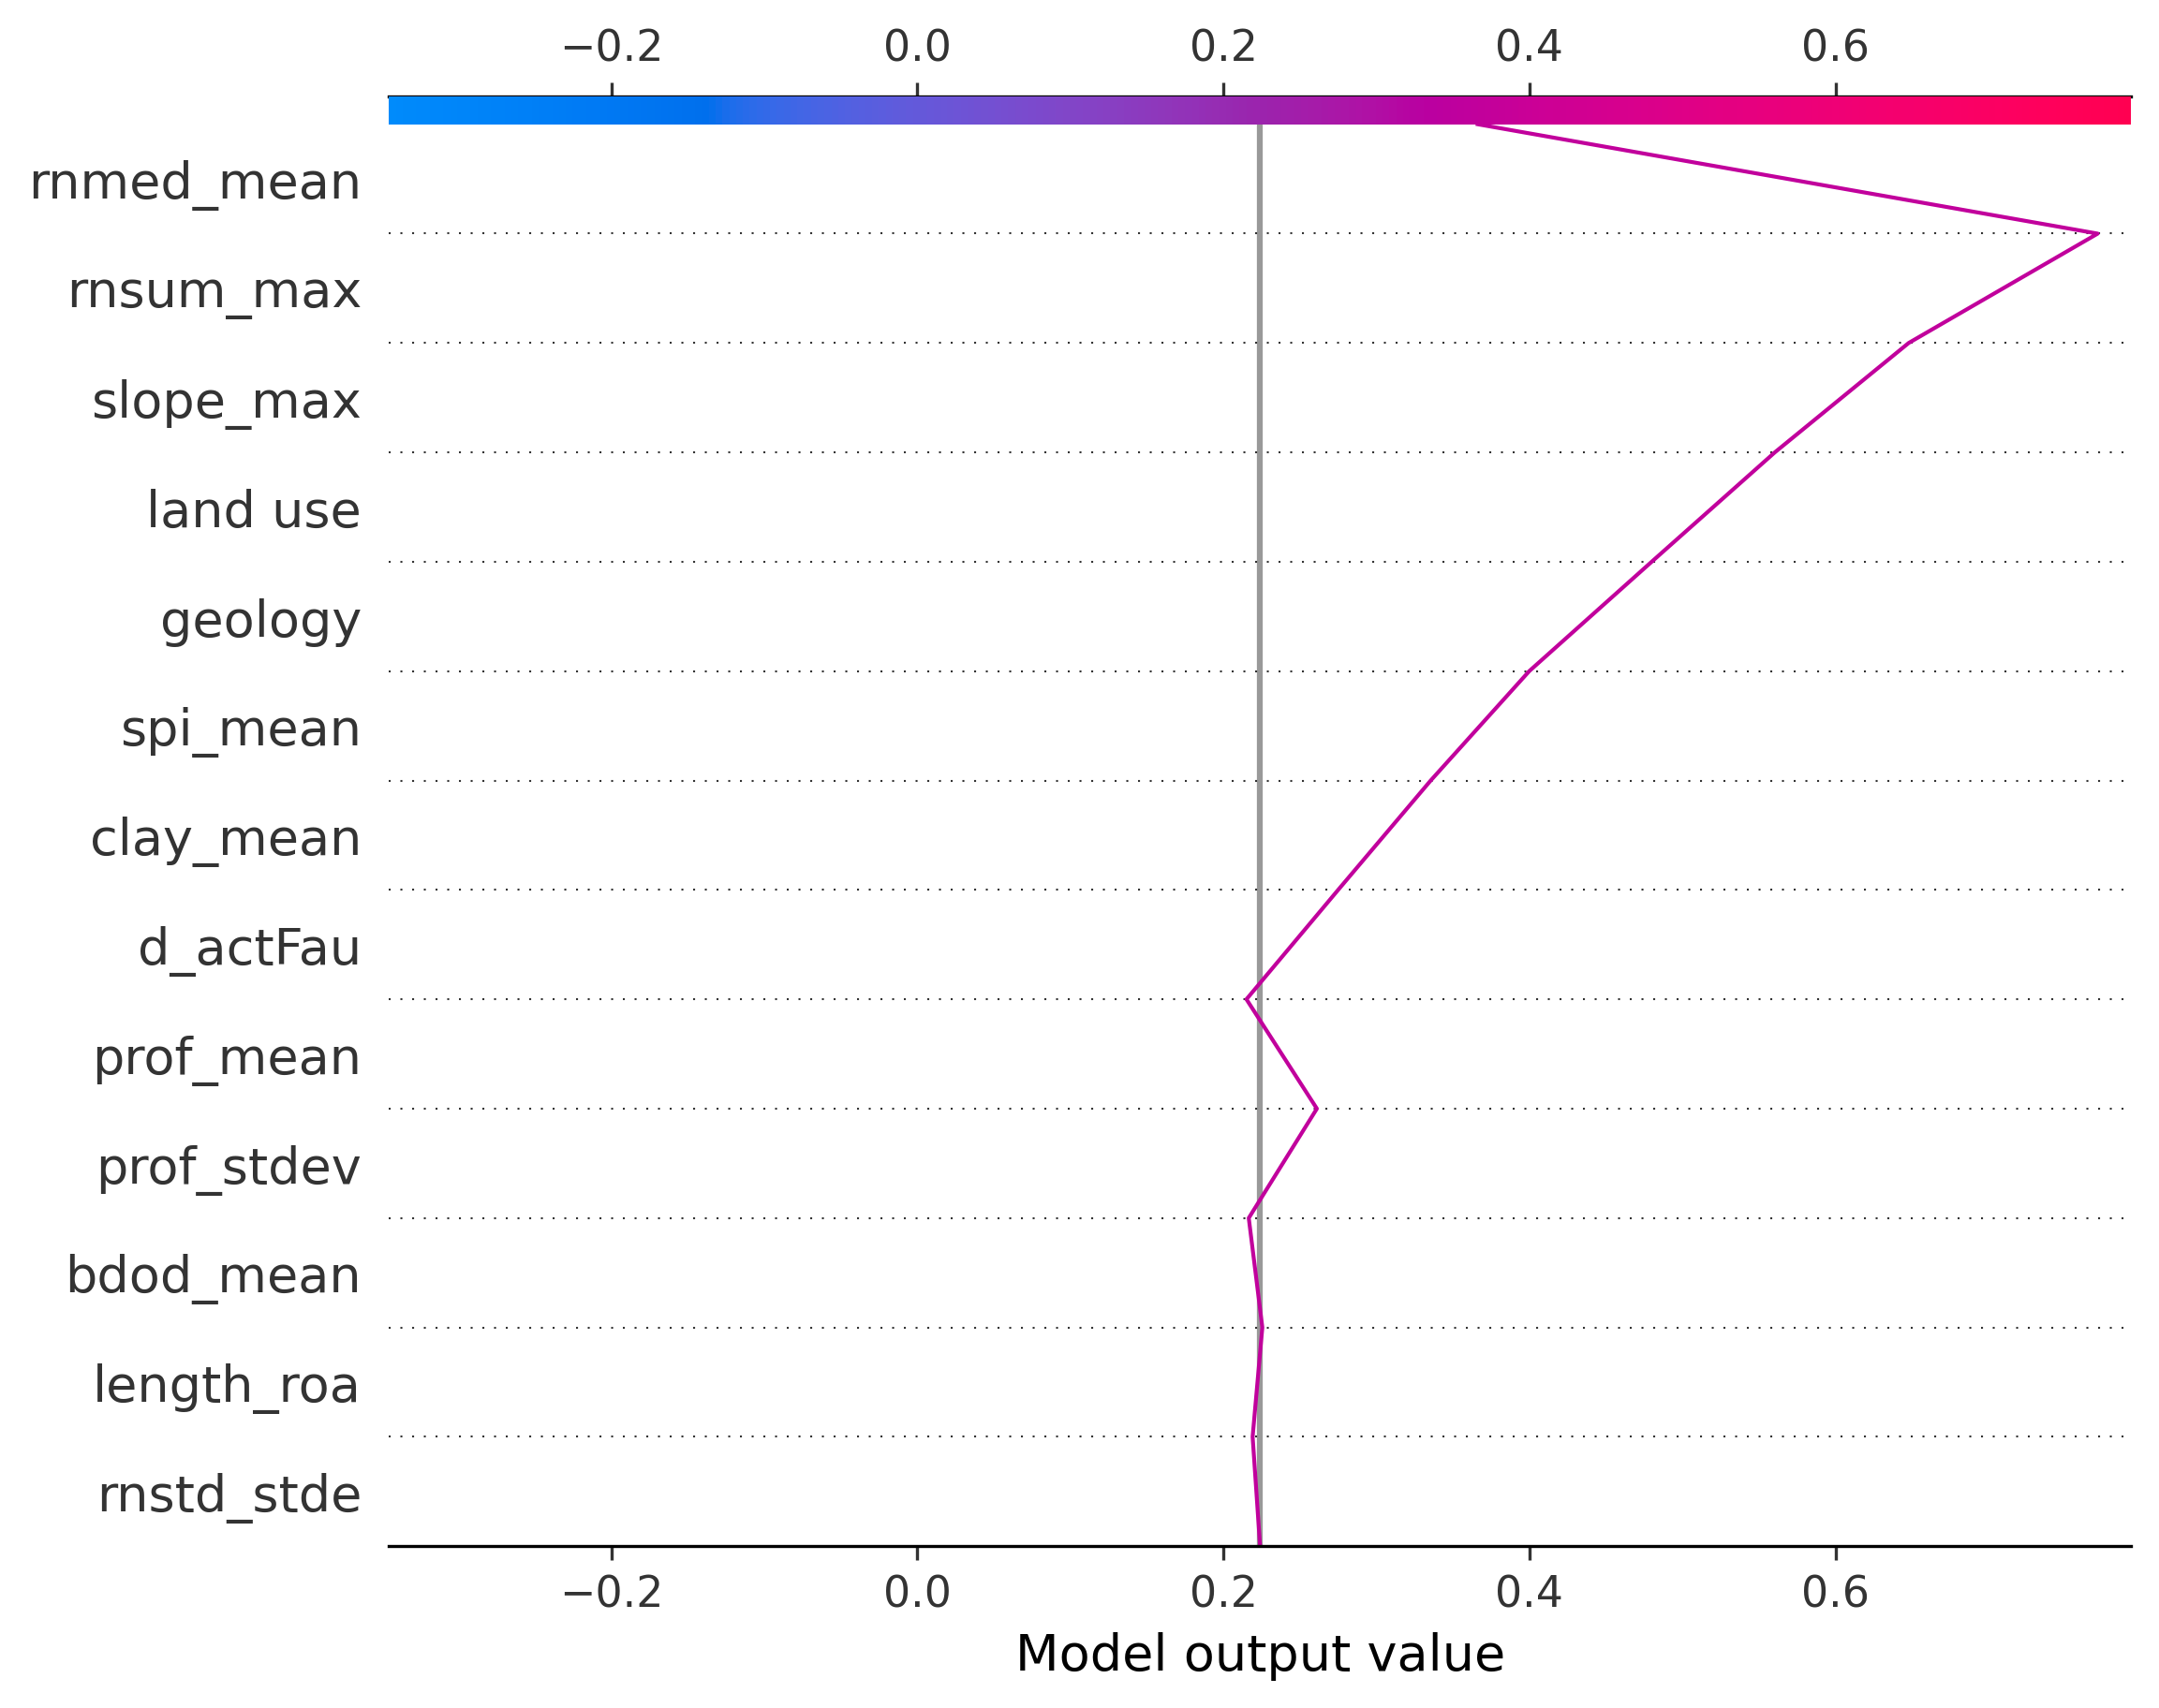 −0.2 0.0 0.2 0.4 0.6
rnmed_mean
rnsum_max
slope_max
land use
geology
spi_mean
clay_mean
d_actFau
prof_mean
prof_stdev
bdod_mean
length_roa
rnstd_stde
−0.2 0.0 0.2 0.4 0.6
Model output value